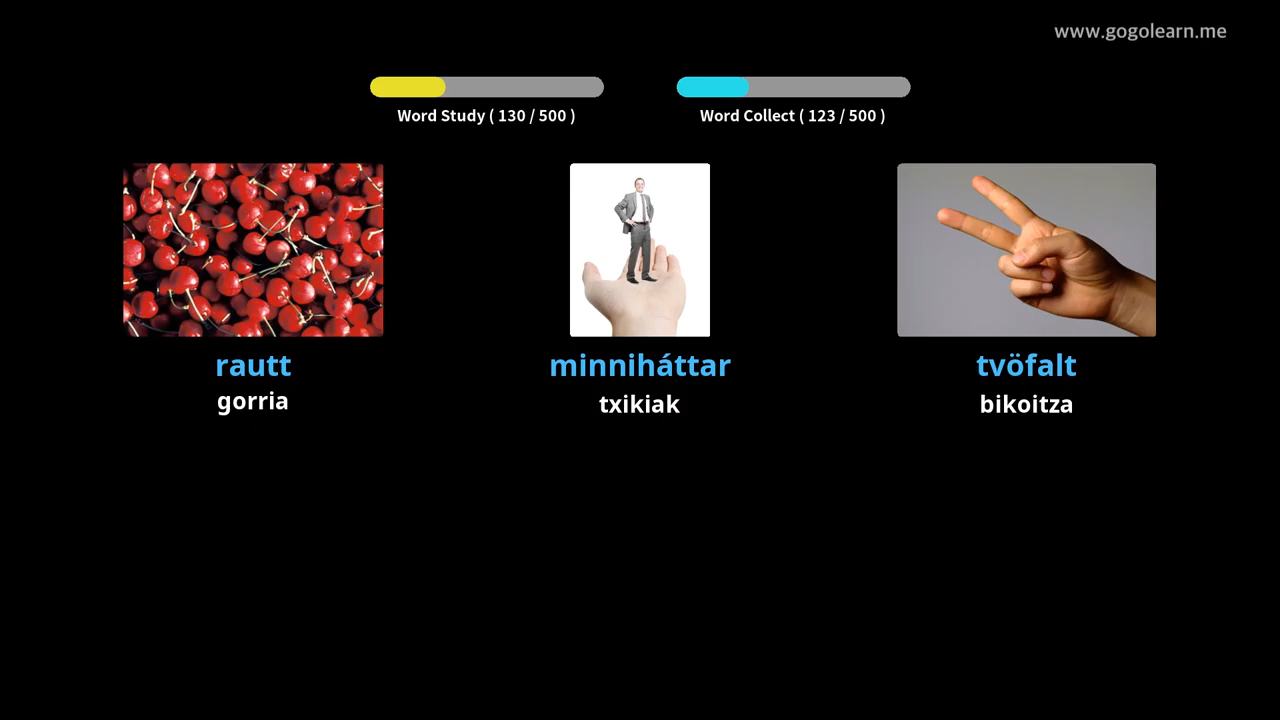 www.gogolearn.me
Word Study ( 130 / 500 )
Word Collect ( 123 / 500 )
rautt
minniháttar
tvöfalt
gorria
txikiak
bikoitza